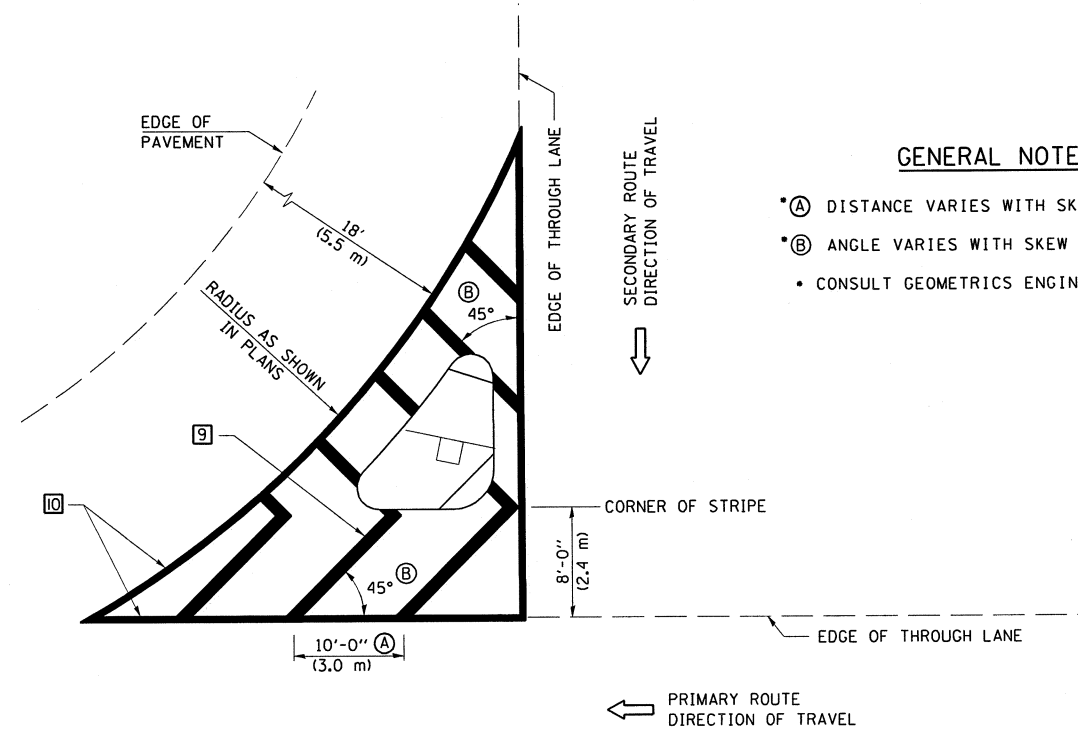 EDGE OF
PAVEMENT
18'
(5.5 m)
RADIUS AS SHOWN
IN PLANS
EDGE OF THROUGH LANE
SECONDARY ROUTE
DIRECTION OF TRAVEL
GENERAL NOTE
*Ⓐ DISTANCE VARIES WITH SK
*Ⓑ ANGLE VARIES WITH SKEW
* CONSULT GEOMETRICS ENGIN
Ⓑ
45°
9
10
CORNER OF STRIPE
8'-0"
(2.4 m)
45° Ⓑ
10'-0" Ⓐ
(3.0 m)
EDGE OF THROUGH LANE
PRIMARY ROUTE
DIRECTION OF TRAVEL